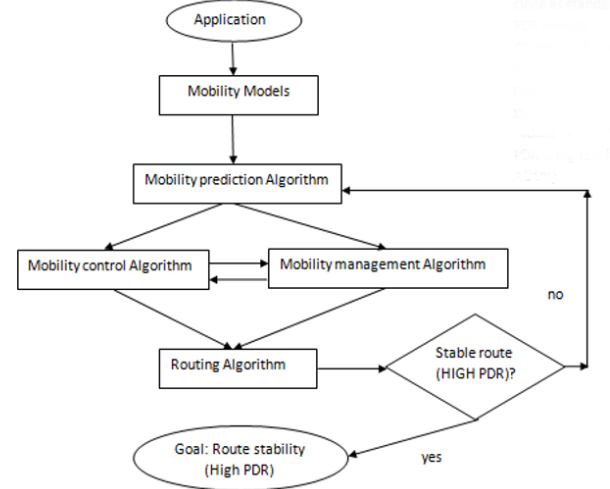 Application
Mobility Models
Mobility prediction Algorithm
Mobility control Algorithm
Mobility management Algorithm
no
Routing Algorithm
Stable route
(HIGH PDR)?
Goal: Route stability
(High PDR)
yes